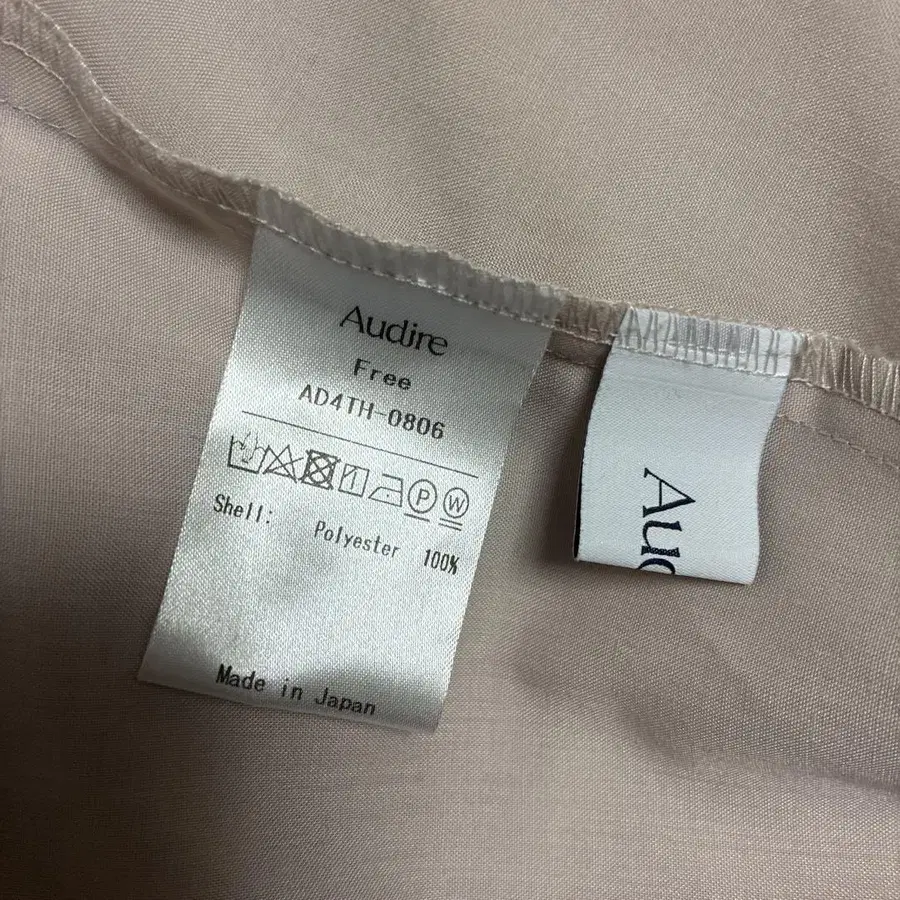 Audire
Free
AD4TH-0806
P W
Shell: Polyester 100%
Made in Japan
Aud